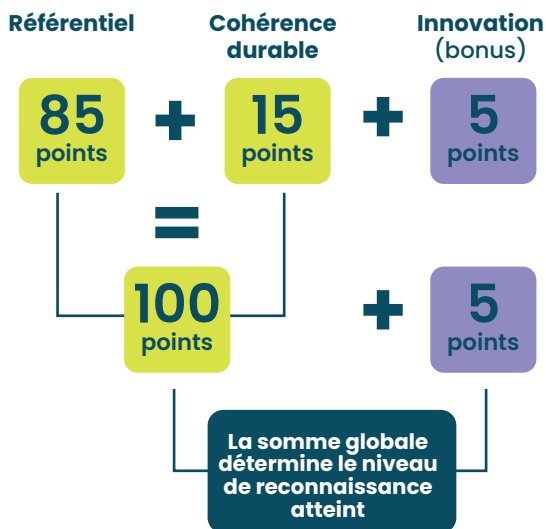 Référentiel
Cohérence
durable
Innovation
(bonus)
85
points
+
15
points
+
5
points
=
100
points
+
5
points
La somme globale
détermine le niveau
de reconnaissance
atteint